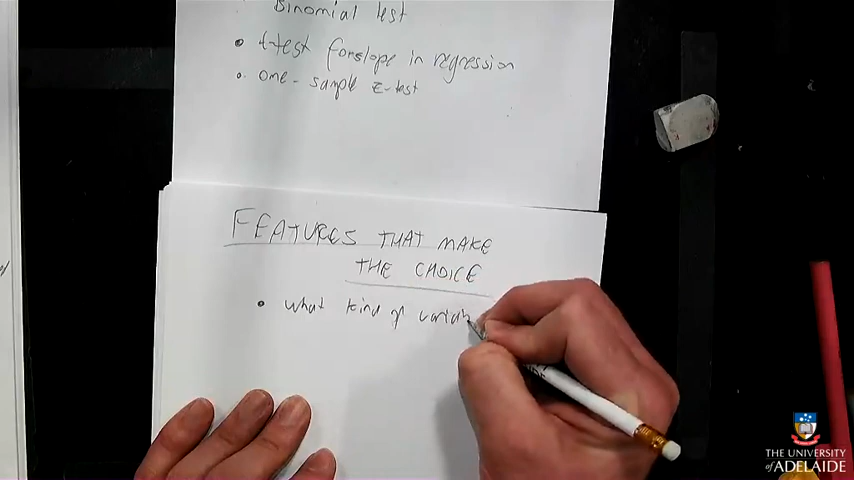 Binomial test
• t-test for slope in regression
• one-sample z-test
FEATURES THAT MAKE
THE CHOICE
• what kind of variab
THE UNIVERSITY
of ADELAIDE